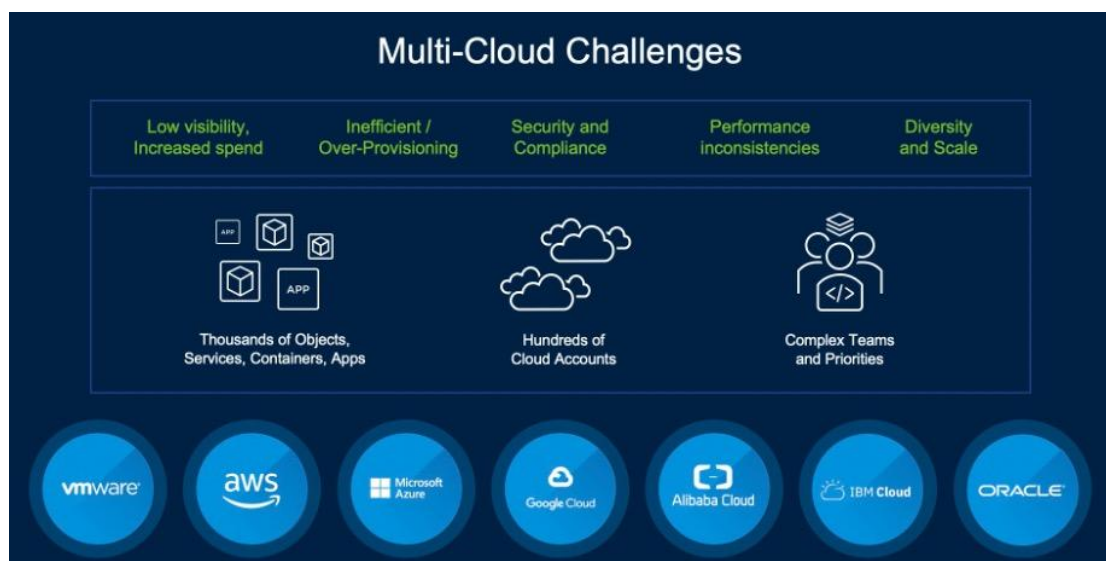 Multi-Cloud Challenges
Low visibility,
Increased spend
Inefficient /
Over-Provisioning
Security and
Compliance
Performance
inconsistencies
Diversity
and Scale
APP
APP
</>
Thousands of Objects,
Services, Containers, Apps
Hundreds of
Cloud Accounts
Complex Teams
and Priorities
vmware
aws
Microsoft
Azure
Google Cloud
Alibaba Cloud
IBM Cloud
ORACLE